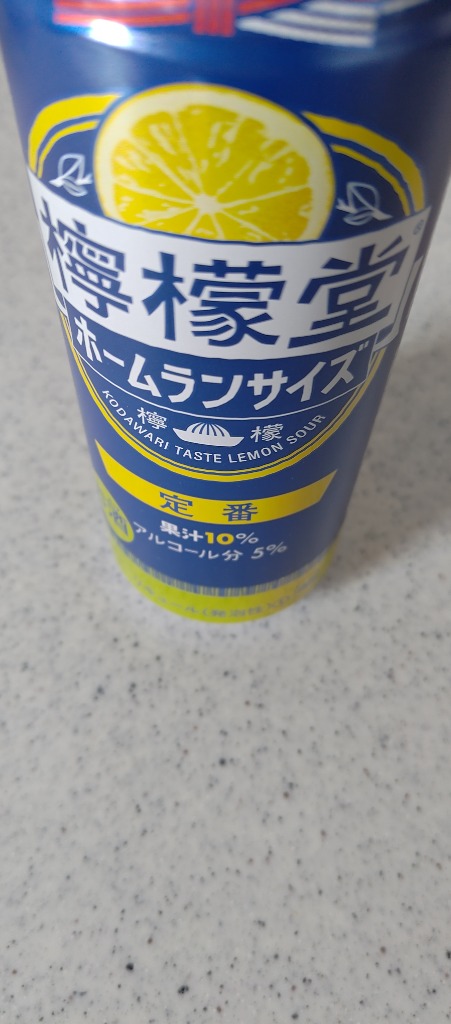 檸檬堂®
ホームランサイズ
檸 檬
KODAWARI TASTE LEMON SOUR
定番
果汁10%
酒
アルコール分 5%